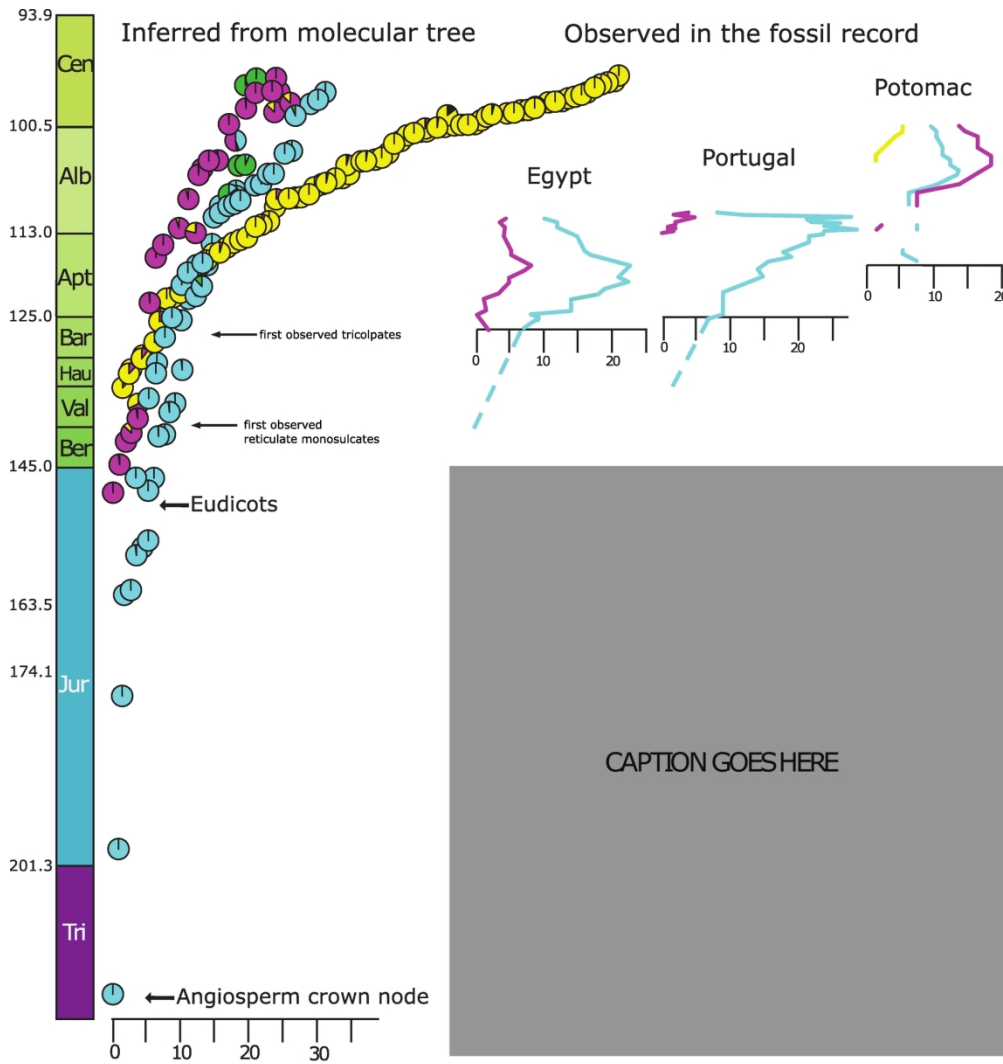 93.9
Inferred from molecular tree
Observed in the fossil record
Cen
Potomac
100.5
Alb
Egypt
Portugal
113.0
Apt
0 10 20
125.0
first observed tricolpates
Bar
0 10 20
0 10 20
Hau
Val
first observed
reticulate monosulcates
Ber
145.0
Eudicots
163.5
174.1
Jur
CAPTION GOES HERE
201.3
Tri
Angiosperm crown node
0 10 20 30